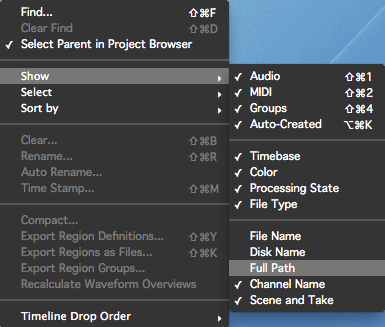 Find... ⇧⌘F
Clear Find ⇧⌘D
✓ Select Parent in Project Browser
Show
Select
Sort by
Clear... ⇧⌘B
Rename... ⇧⌘R
Auto Rename...
Time Stamp... ⇧⌘M
Compact...
Export Region Definitions... ⇧⌘Y
Export Regions as Files... ⇧⌘K
Export Region Groups...
Recalculate Waveform Overviews
Timeline Drop Order
✓ Audio ⇧⌘1
✓ MIDI ⇧⌘2
✓ Groups ⇧⌘4
✓ Auto-Created ⌥⌘K
✓ Timebase
✓ Color
✓ Processing State
✓ File Type
File Name
Disk Name
Full Path
✓ Channel Name
✓ Scene and Take